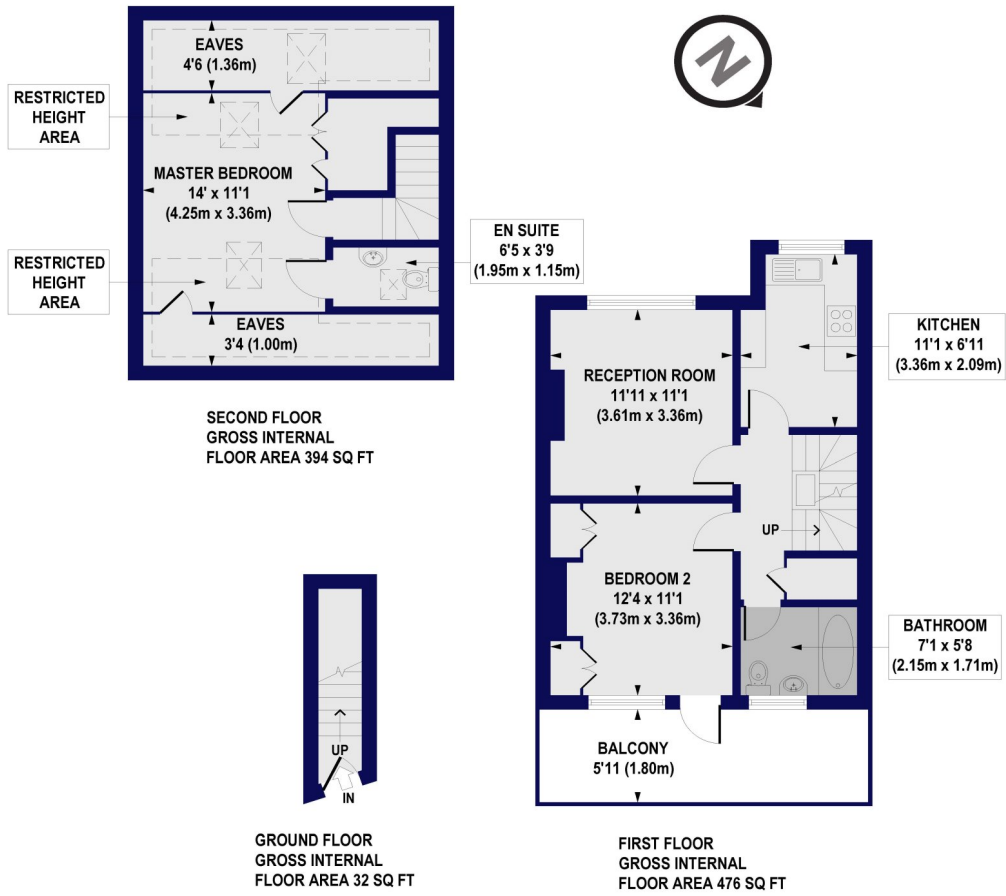 EAVES
4'6 (1.36m)
RESTRICTED
HEIGHT
AREA
MASTER BEDROOM
14' x 11'1
(4.25m x 3.36m)
RESTRICTED
HEIGHT
AREA
EN SUITE
6'5 x 3'9
(1.95m x 1.15m)
EAVES
3'4 (1.00m)
SECOND FLOOR
GROSS INTERNAL
FLOOR AREA 394 SQ FT
N
KITCHEN
11'1 x 6'11
(3.36m x 2.09m)
RECEPTION ROOM
11'11 x 11'1
(3.61m x 3.36m)
UP
BEDROOM 2
12'4 x 11'1
(3.73m x 3.36m)
BATHROOM
7'1 x 5'8
(2.15m x 1.71m)
BALCONY
5'11 (1.80m)
UP
IN
GROUND FLOOR
GROSS INTERNAL
FLOOR AREA 32 SQ FT
FIRST FLOOR
GROSS INTERNAL
FLOOR AREA 476 SQ FT